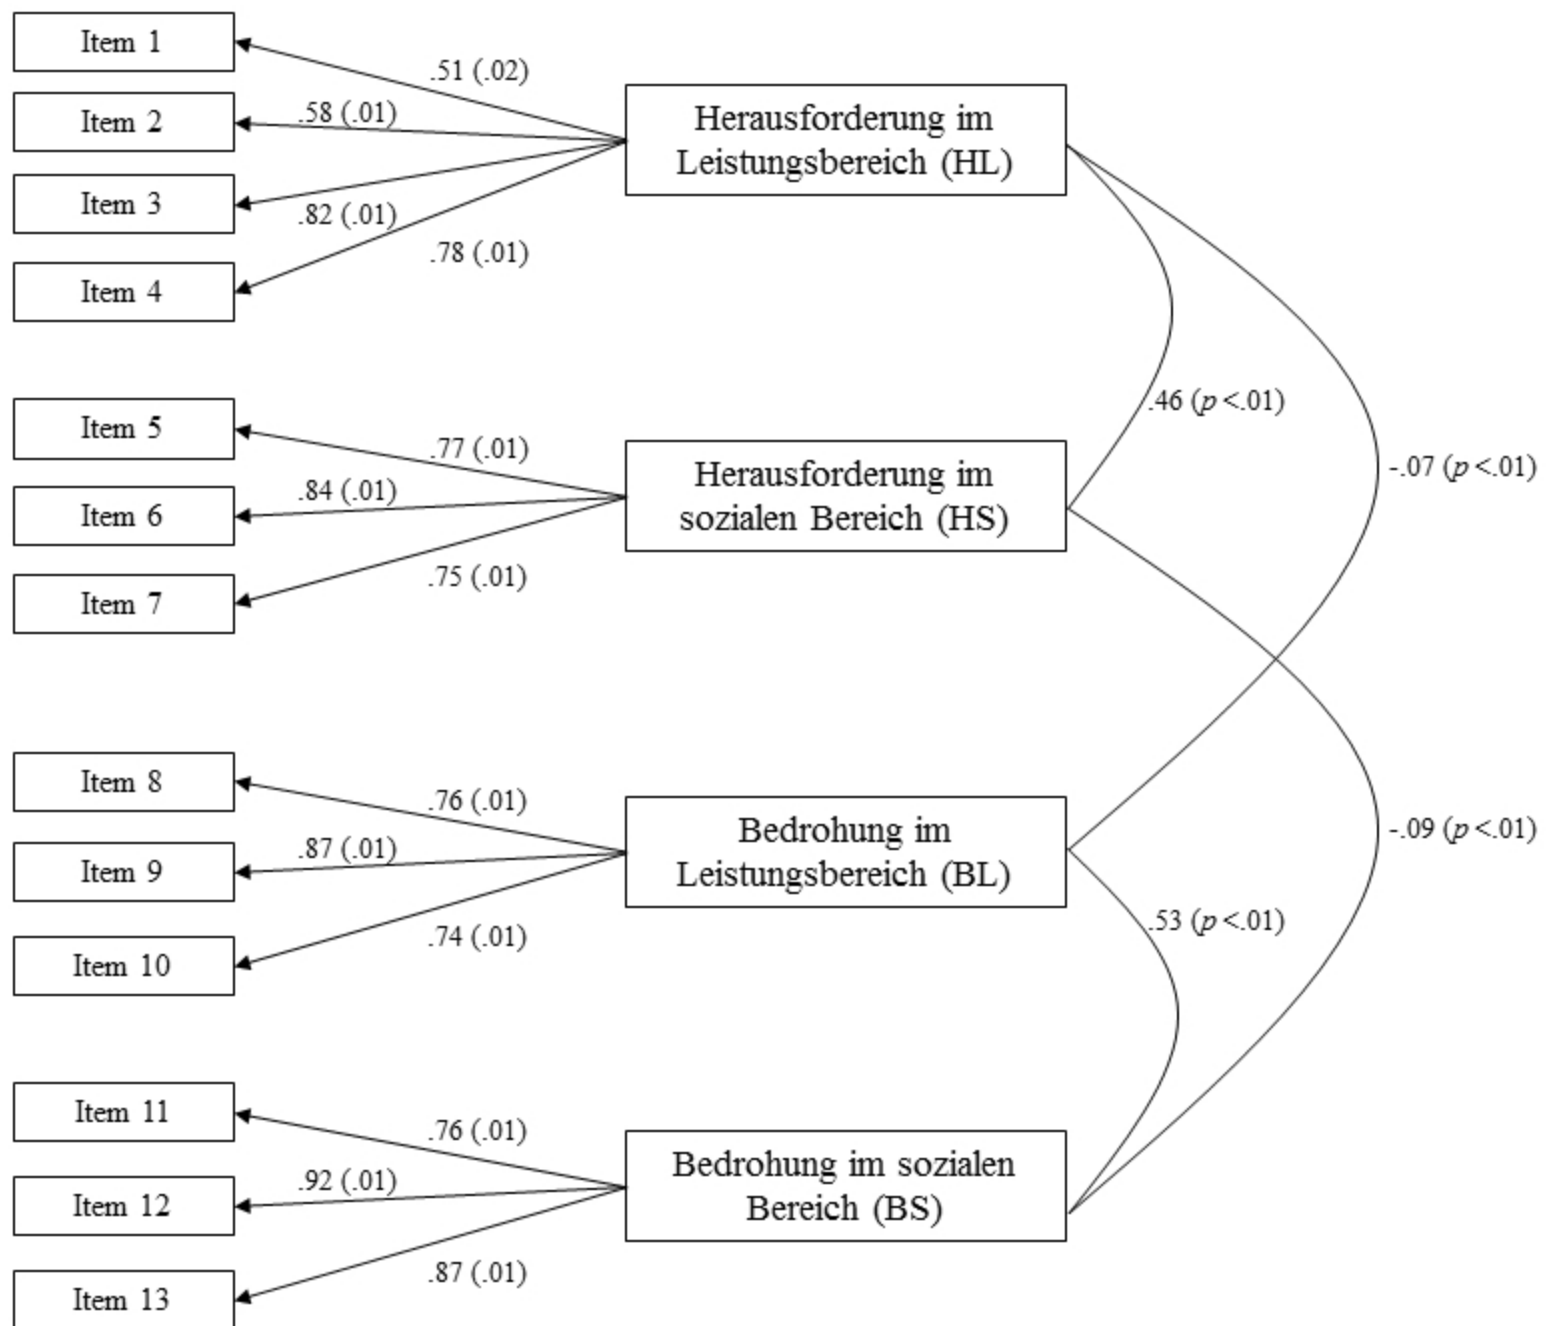 Item 1
.51 (.02)
Item 2
.58 (.01)
Herausforderung im
Leistungsbereich (HL)
Item 3
.82 (.01)
.78 (.01)
Item 4
.46 (p <.01)
-.07 (p <.01)
Item 5
.77 (.01)
Item 6
.84 (.01)
Herausforderung im
sozialen Bereich (HS)
.75 (.01)
Item 7
Item 8
.76 (.01)
Item 9
.87 (.01)
Bedrohung im
Leistungsbereich (BL)
-.09 (p <.01)
.74 (.01)
Item 10
.53 (p <.01)
Item 11
.76 (.01)
Item 12
.92 (.01)
Bedrohung im sozialen
Bereich (BS)
.87 (.01)
Item 13